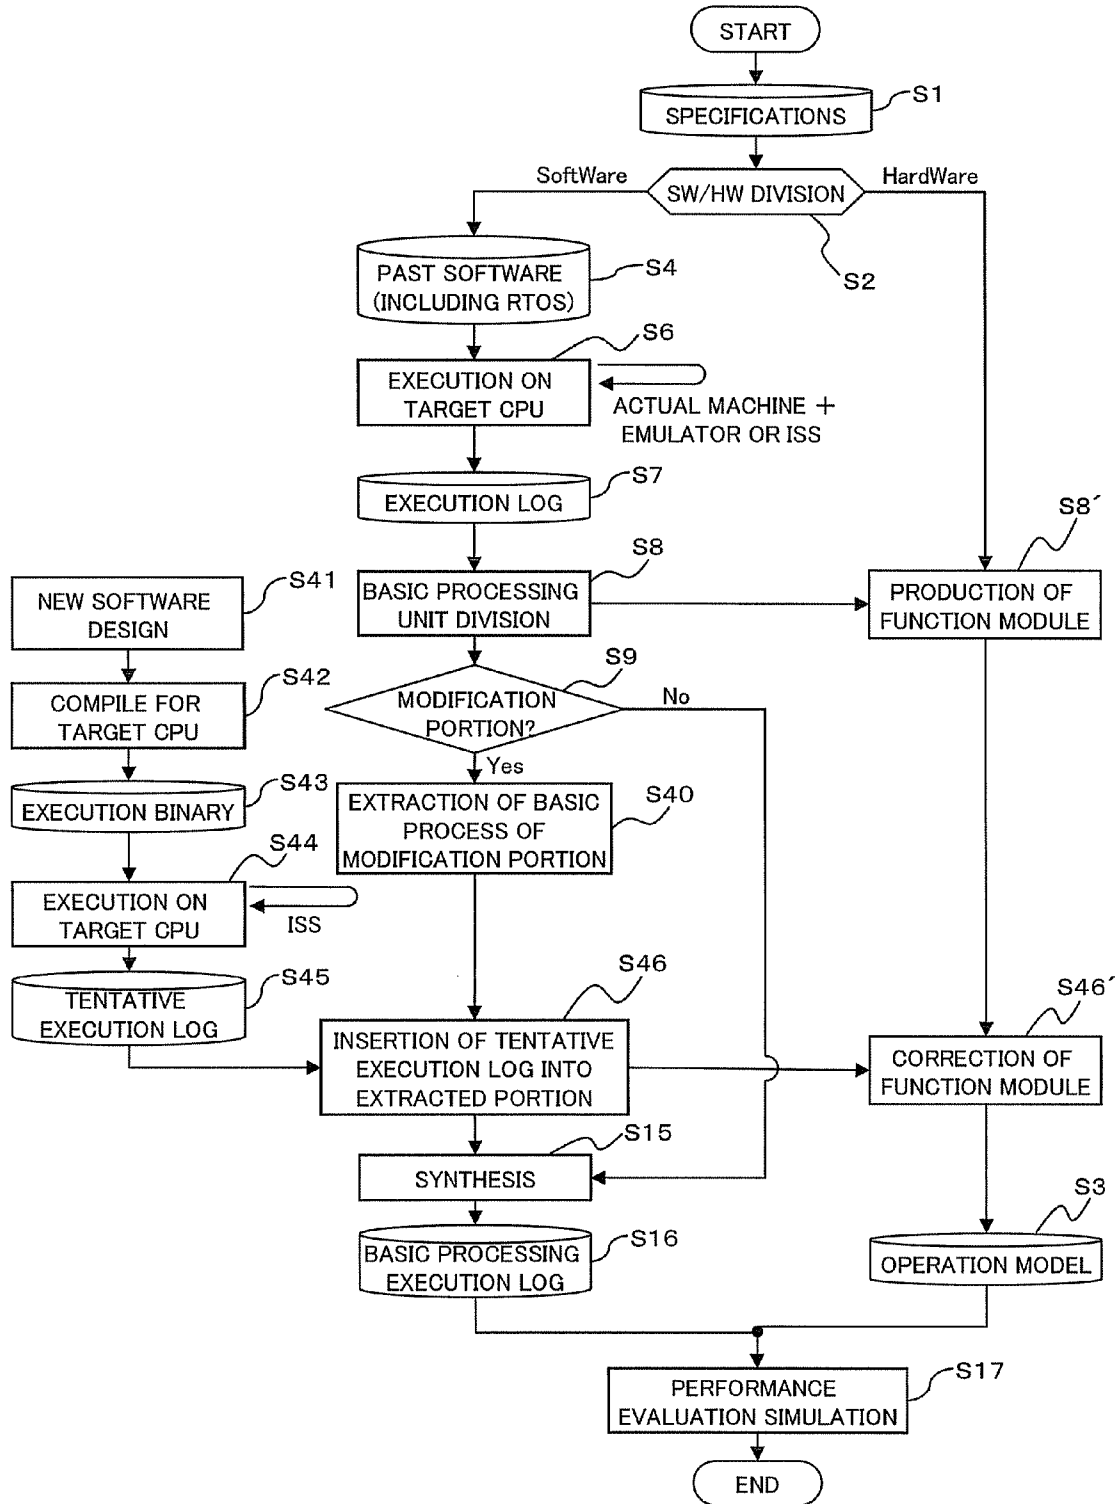 START
SPECIFICATIONS
S1
SoftWare
SW/HW DIVISION
HardWare
S2
PAST SOFTWARE
(INCLUDING RTOS)
S4
S6
EXECUTION ON
TARGET CPU
ACTUAL MACHINE +
EMULATOR OR ISS
S7
EXECUTION LOG
S8
BASIC PROCESSING
UNIT DIVISION
S8´
PRODUCTION OF
FUNCTION MODULE
S41
NEW SOFTWARE
DESIGN
S42
COMPILE FOR
TARGET CPU
S43
EXECUTION BINARY
S44
EXECUTION ON
TARGET CPU
ISS
S45
TENTATIVE
EXECUTION LOG
S9
MODIFICATION
PORTION?
No
Yes
EXTRACTION OF BASIC
PROCESS OF
MODIFICATION PORTION
S40
S46
INSERTION OF TENTATIVE
EXECUTION LOG INTO
EXTRACTED PORTION
S46´
CORRECTION OF
FUNCTION MODULE
S15
SYNTHESIS
S16
BASIC PROCESSING
EXECUTION LOG
S3
OPERATION MODEL
S17
PERFORMANCE
EVALUATION SIMULATION
END